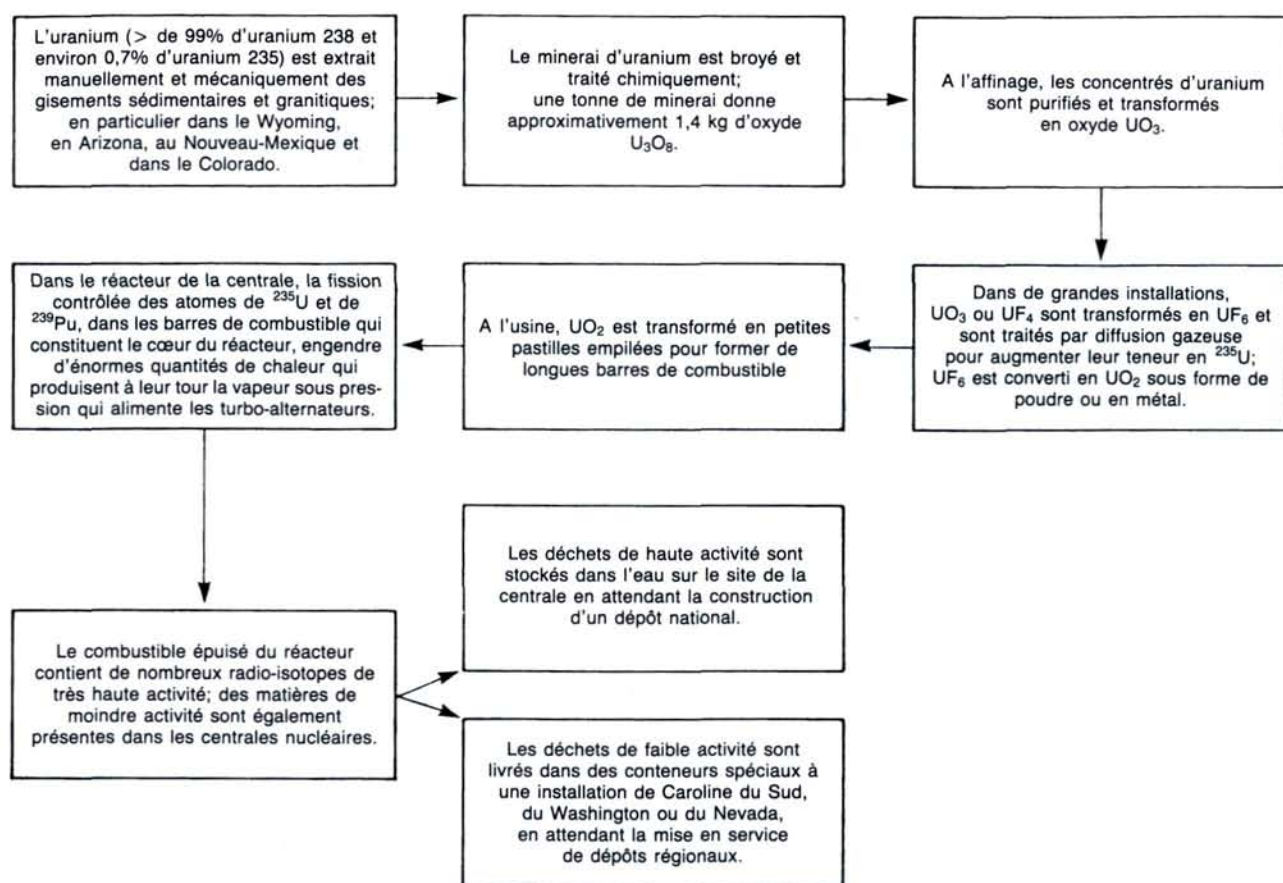 L'uranium (> de 99% d'uranium 238 et
environ 0,7% d'uranium 235) est extrait
manuellement et mécaniquement des
gisements sédimentaires et granitiques;
en particulier dans le Wyoming,
en Arizona, au Nouveau-Mexique et
dans le Colorado.
Le minerai d'uranium est broyé et
traité chimiquement;
une tonne de minerai donne
approximativement 1,4 kg d'oxyde
U₃O₈.
A l'affinage, les concentrés d'uranium
sont purifiés et transformés
en oxyde UO₃.
Dans de grandes installations,
UO₃ ou UF₄ sont transformés en UF₆ et
sont traités par diffusion gazeuse
pour augmenter leur teneur en ²³⁵U;
UF₆ est converti en UO₂ sous forme de
poudre ou en métal.
A l'usine, UO₂ est transformé en petites
pastilles empilées pour former de
longues barres de combustible
Dans le réacteur de la centrale, la fission
contrôlée des atomes de ²³⁵U et de
²³⁹Pu, dans les barres de combustible qui
constituent le cœur du réacteur, engendre
d'énormes quantités de chaleur qui
produisent à leur tour la vapeur sous pres-
sion qui alimente les turbo-alternateurs.
Le combustible épuisé du réacteur
contient de nombreux radio-isotopes de
très haute activité; des matières de
moindre activité sont également
présentes dans les centrales nucléaires.
Les déchets de haute activité sont
stockés dans l'eau sur le site de la
centrale en attendant la construction
d'un dépôt national.
Les déchets de faible activité sont
livrés dans des conteneurs spéciaux à
une installation de Caroline du Sud,
du Washington ou du Nevada,
en attendant la mise en service
de dépôts régionaux.